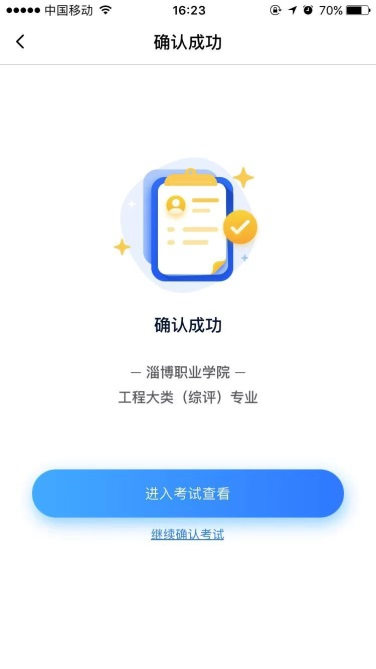 中国移动
16:23
70%
确认成功
确认成功
— 淄博职业学院 —
工程大类（综评）专业
进入考试查看
继续确认考试